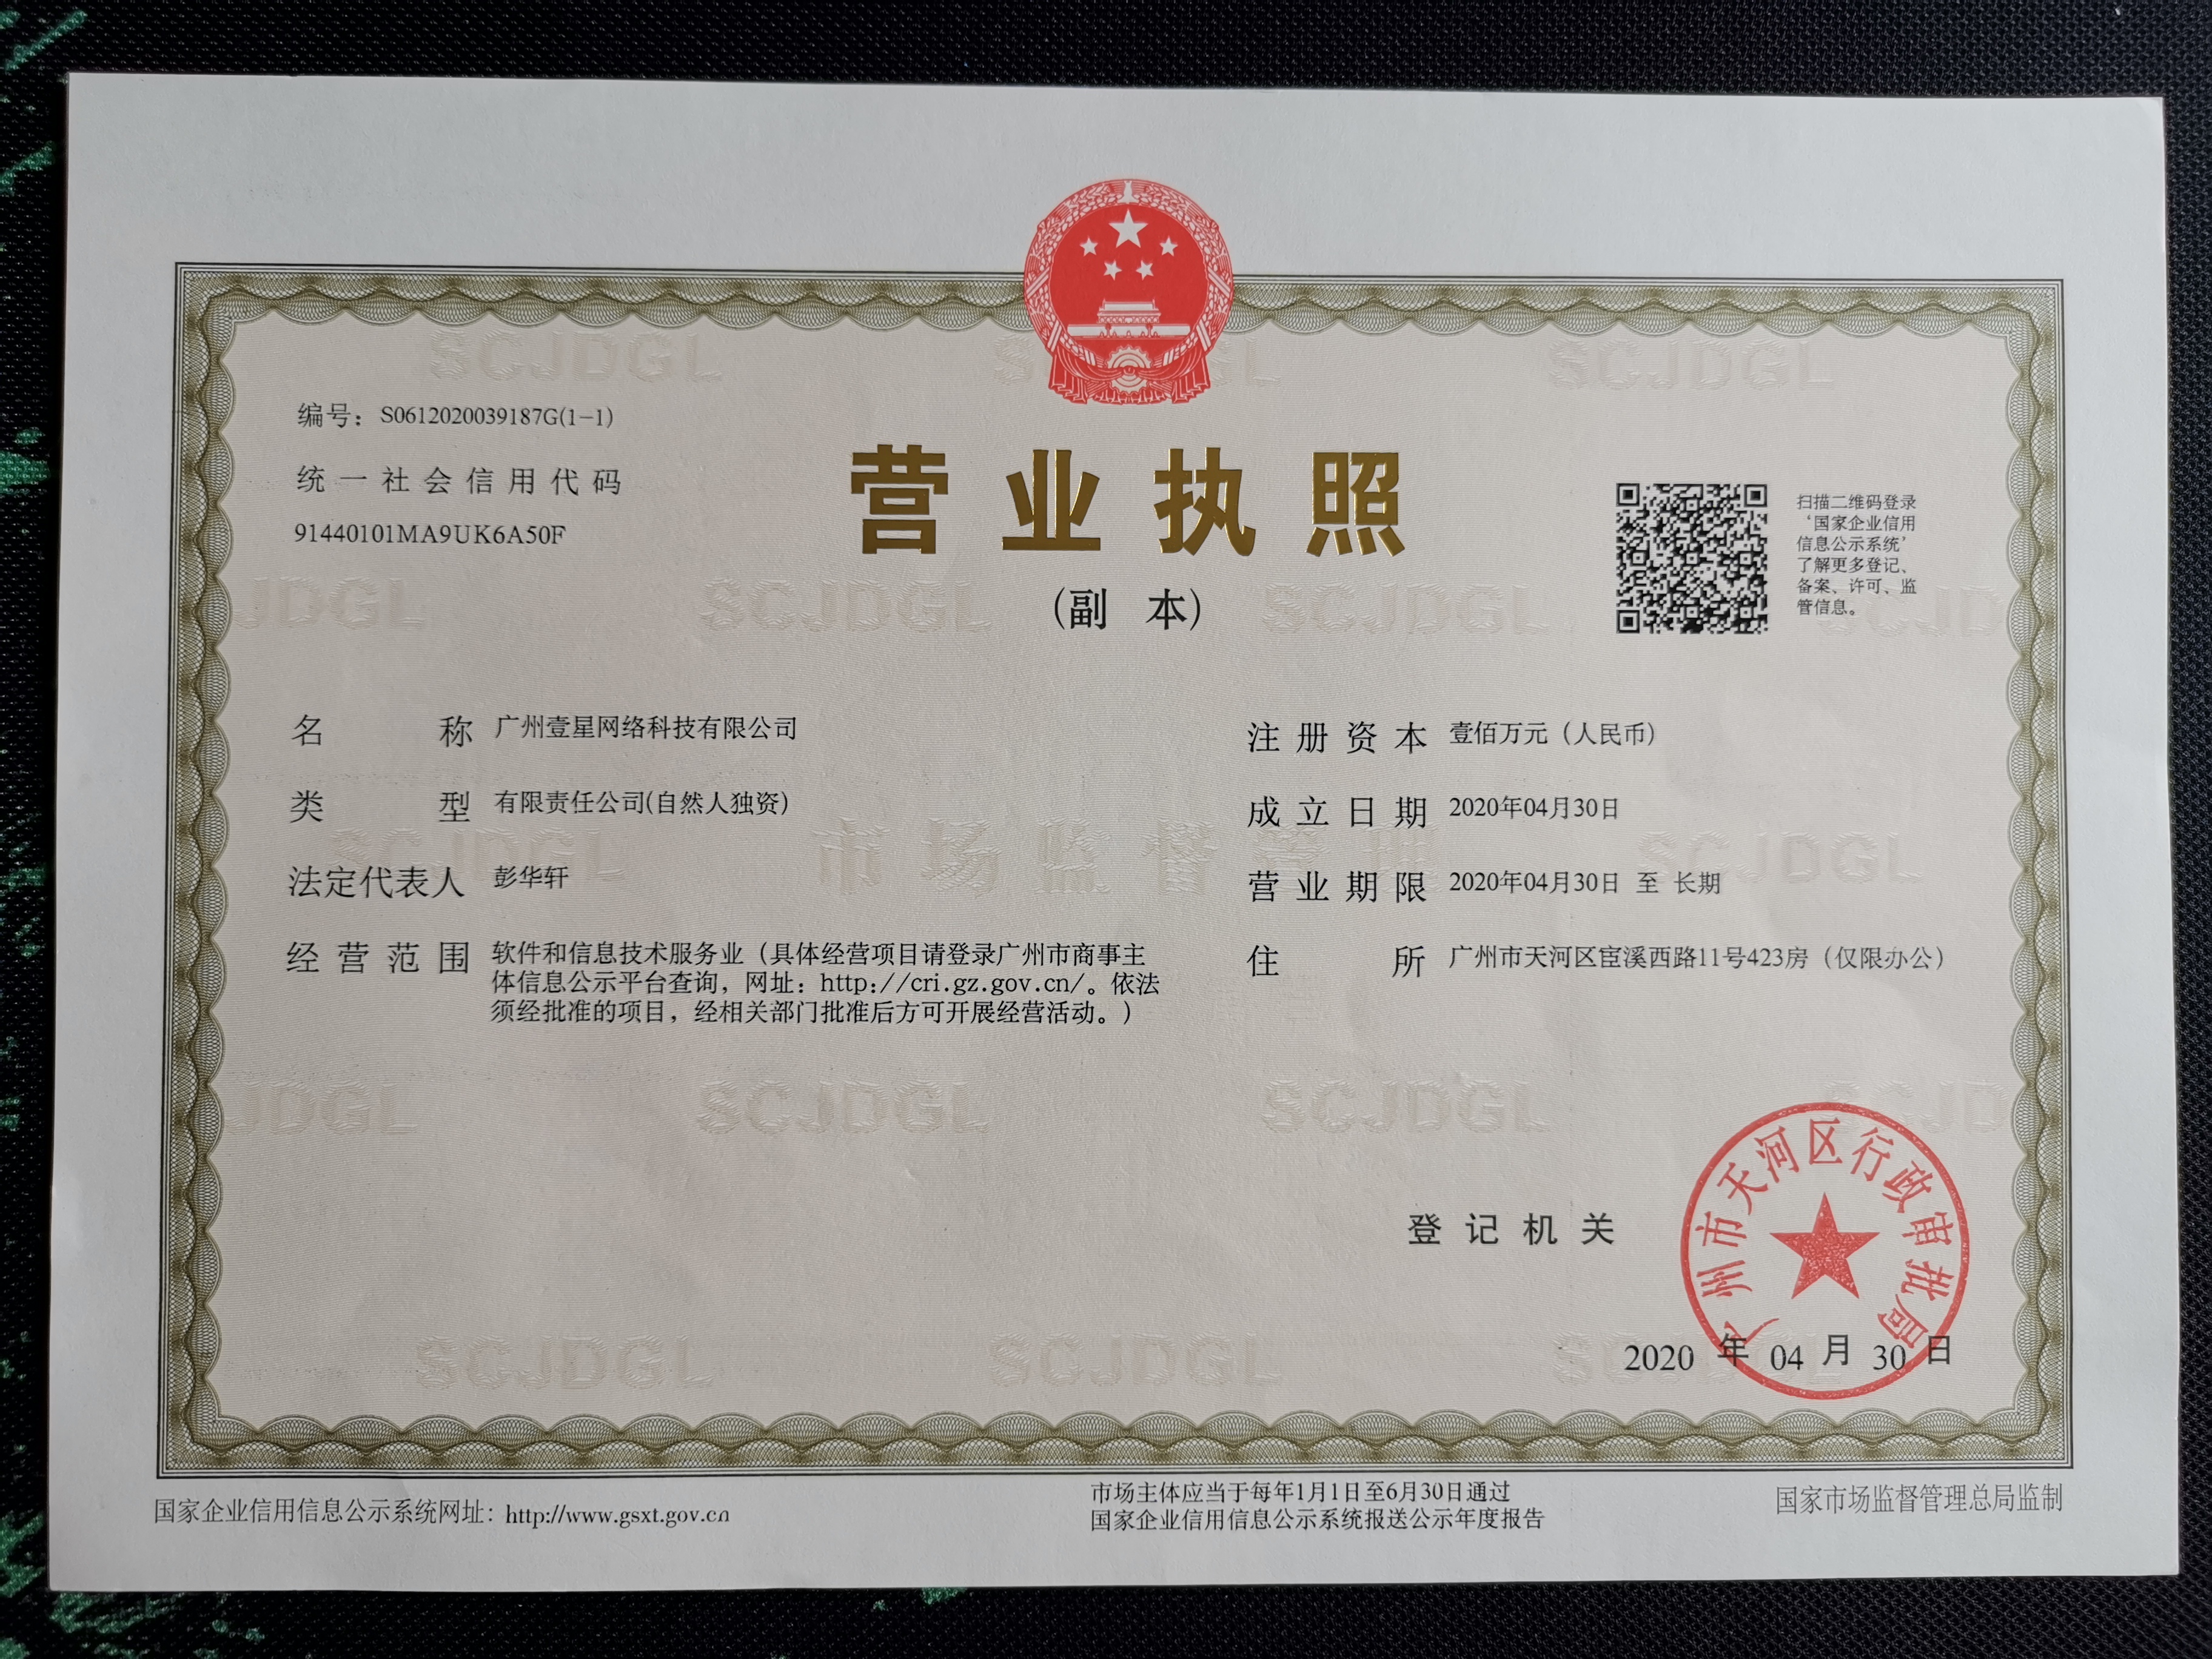 编号：S0612020039187G(1-1)
统一社会信用代码
91440101MA9UK6A50F
营业执照
(副 本)
扫描二维码登录
‘国家企业信用
信息公示系统’
了解更多登记、
备案、许可、监
管信息。
名 称 广州壹星网络科技有限公司
类 型 有限责任公司(自然人独资)
法定代表人 彭华轩
经营范围 软件和信息技术服务业（具体经营项目请登录广州市商事主
体信息公示平台查询，网址：http://cri.gz.gov.cn/。依法
须经批准的项目，经相关部门批准后方可开展经营活动。）
注册资本 壹佰万元（人民币）
成立日期 2020年04月30日
营业期限 2020年04月30日 至 长期
住 所 广州市天河区宦溪西路11号423房（仅限办公）
登记机关
广州市天河区行政审批局
2020 年 04 月 30 日
国家企业信用信息公示系统网址：http://www.gsxt.gov.cn
市场主体应当于每年1月1日至6月30日通过
国家企业信用信息公示系统报送公示年度报告
国家市场监督管理总局监制
SCJDGL
市场监督管理